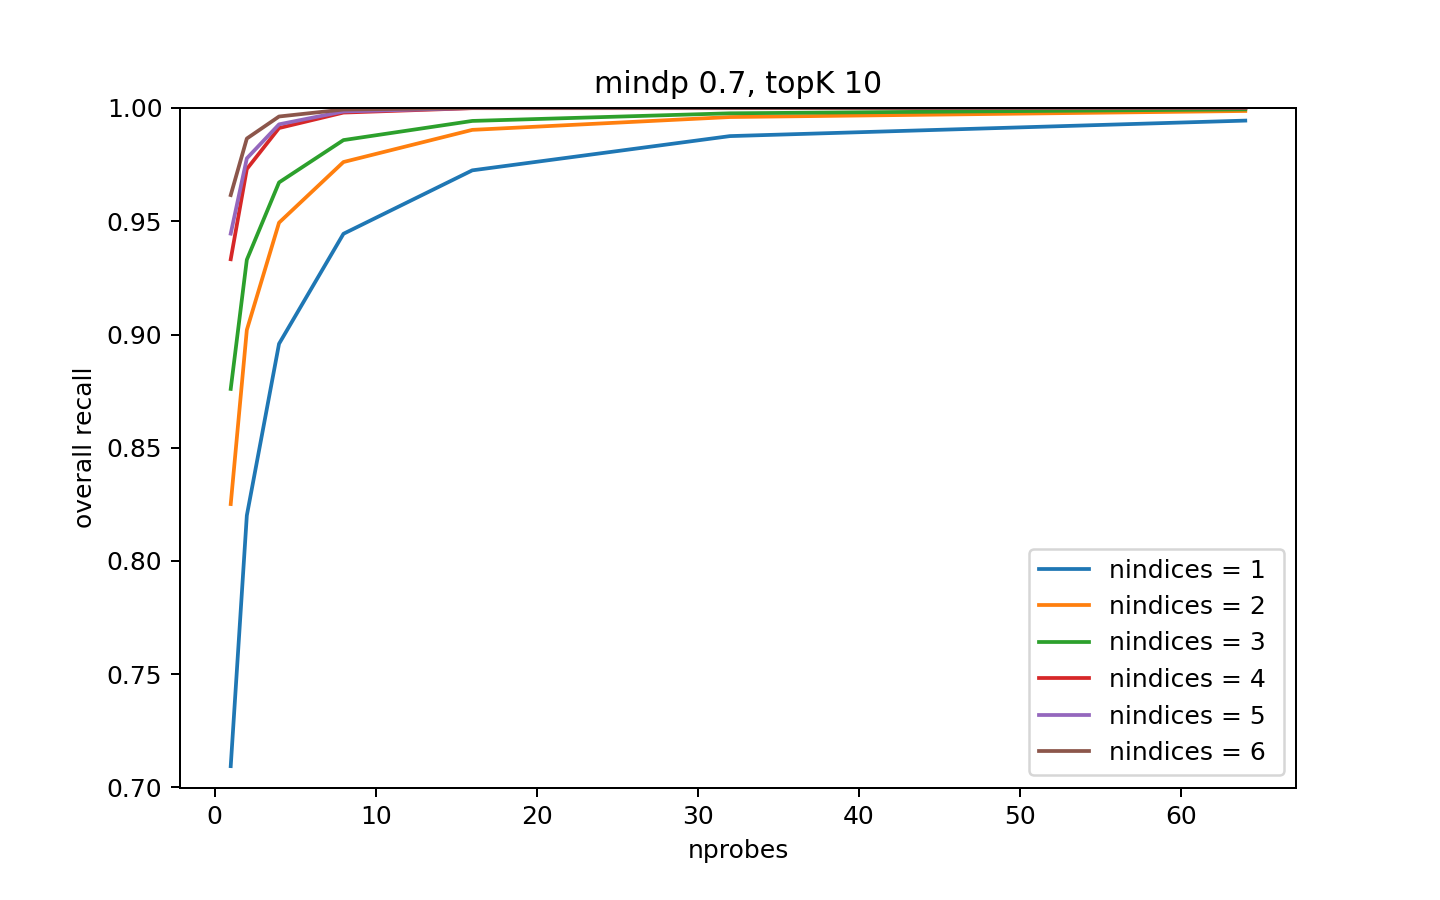 mindp 0.7, topK 10
1.00
0.95
0.90
0.85
0.80
0.75
0.70
overall recall
0 10 20 30 40 50 60
nprobes
nindices = 1
nindices = 2
nindices = 3
nindices = 4
nindices = 5
nindices = 6